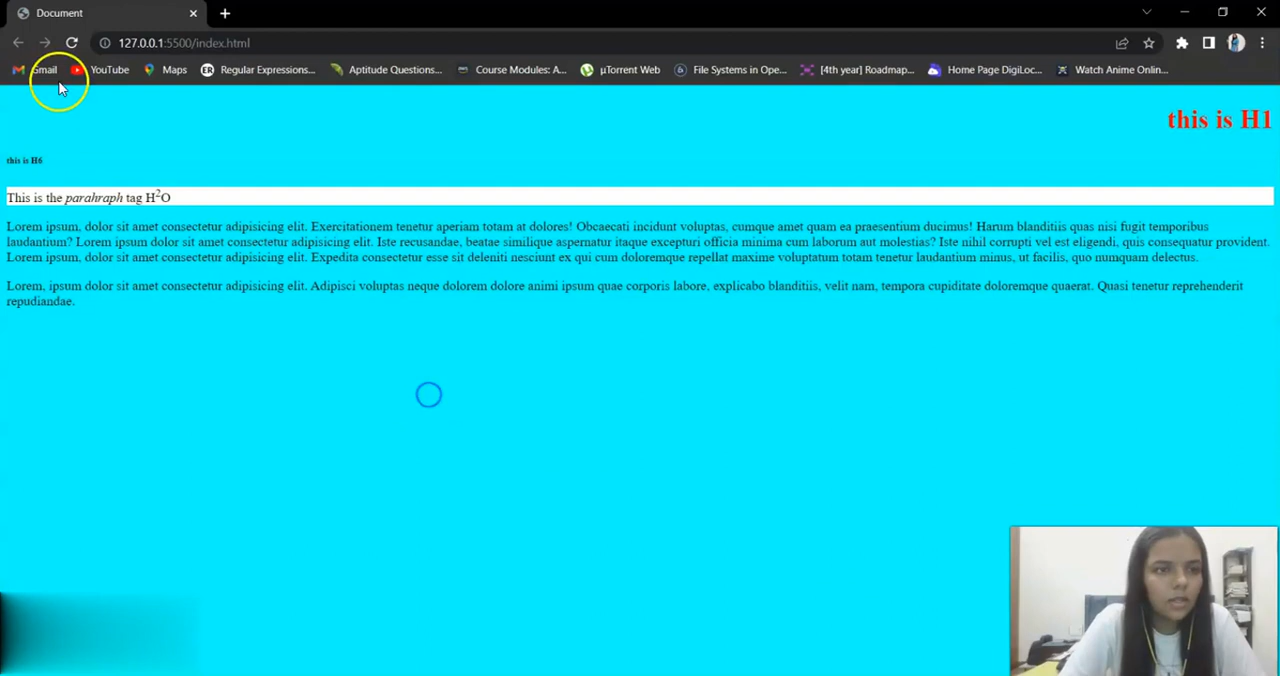 Document
127.0.0.1:5500/index.html
Gmail YouTube Maps Regular Expressions... Aptitude Questions... Course Modules: A... µTorrent Web File Systems in Ope... [4th year] Roadmap... Home Page DigiLoc... Watch Anime Onlin...
this is H1
this is H6
This is the parahraph tag H²O
Lorem ipsum, dolor sit amet consectetur adipisicing elit. Exercitationem tenetur aperiam totam at dolores! Obcaecati incidunt voluptas, cumque amet quam ea praesentium ducimus! Harum blanditiis quas nisi fugit temporibus
laudantium? Lorem ipsum dolor sit amet consectetur adipisicing elit. Iste recusandae, beatae similique aspernatur itaque excepturi officia minima cum laborum aut molestias? Iste nihil corrupti vel est eligendi, quis consequatur provident.
Lorem ipsum, dolor sit amet consectetur adipisicing elit. Expedita consectetur esse sit deleniti nesciunt ex qui cum doloremque repellat maxime voluptatum totam tenetur laudantium minus, ut facilis, quo numquam delectus.
Lorem, ipsum dolor sit amet consectetur adipisicing elit. Adipisci voluptas neque dolorem dolore animi ipsum quae corporis labore, explicabo blanditiis, velit nam, tempora cupiditate doloremque quaerat. Quasi tenetur reprehenderit
repudiandae.